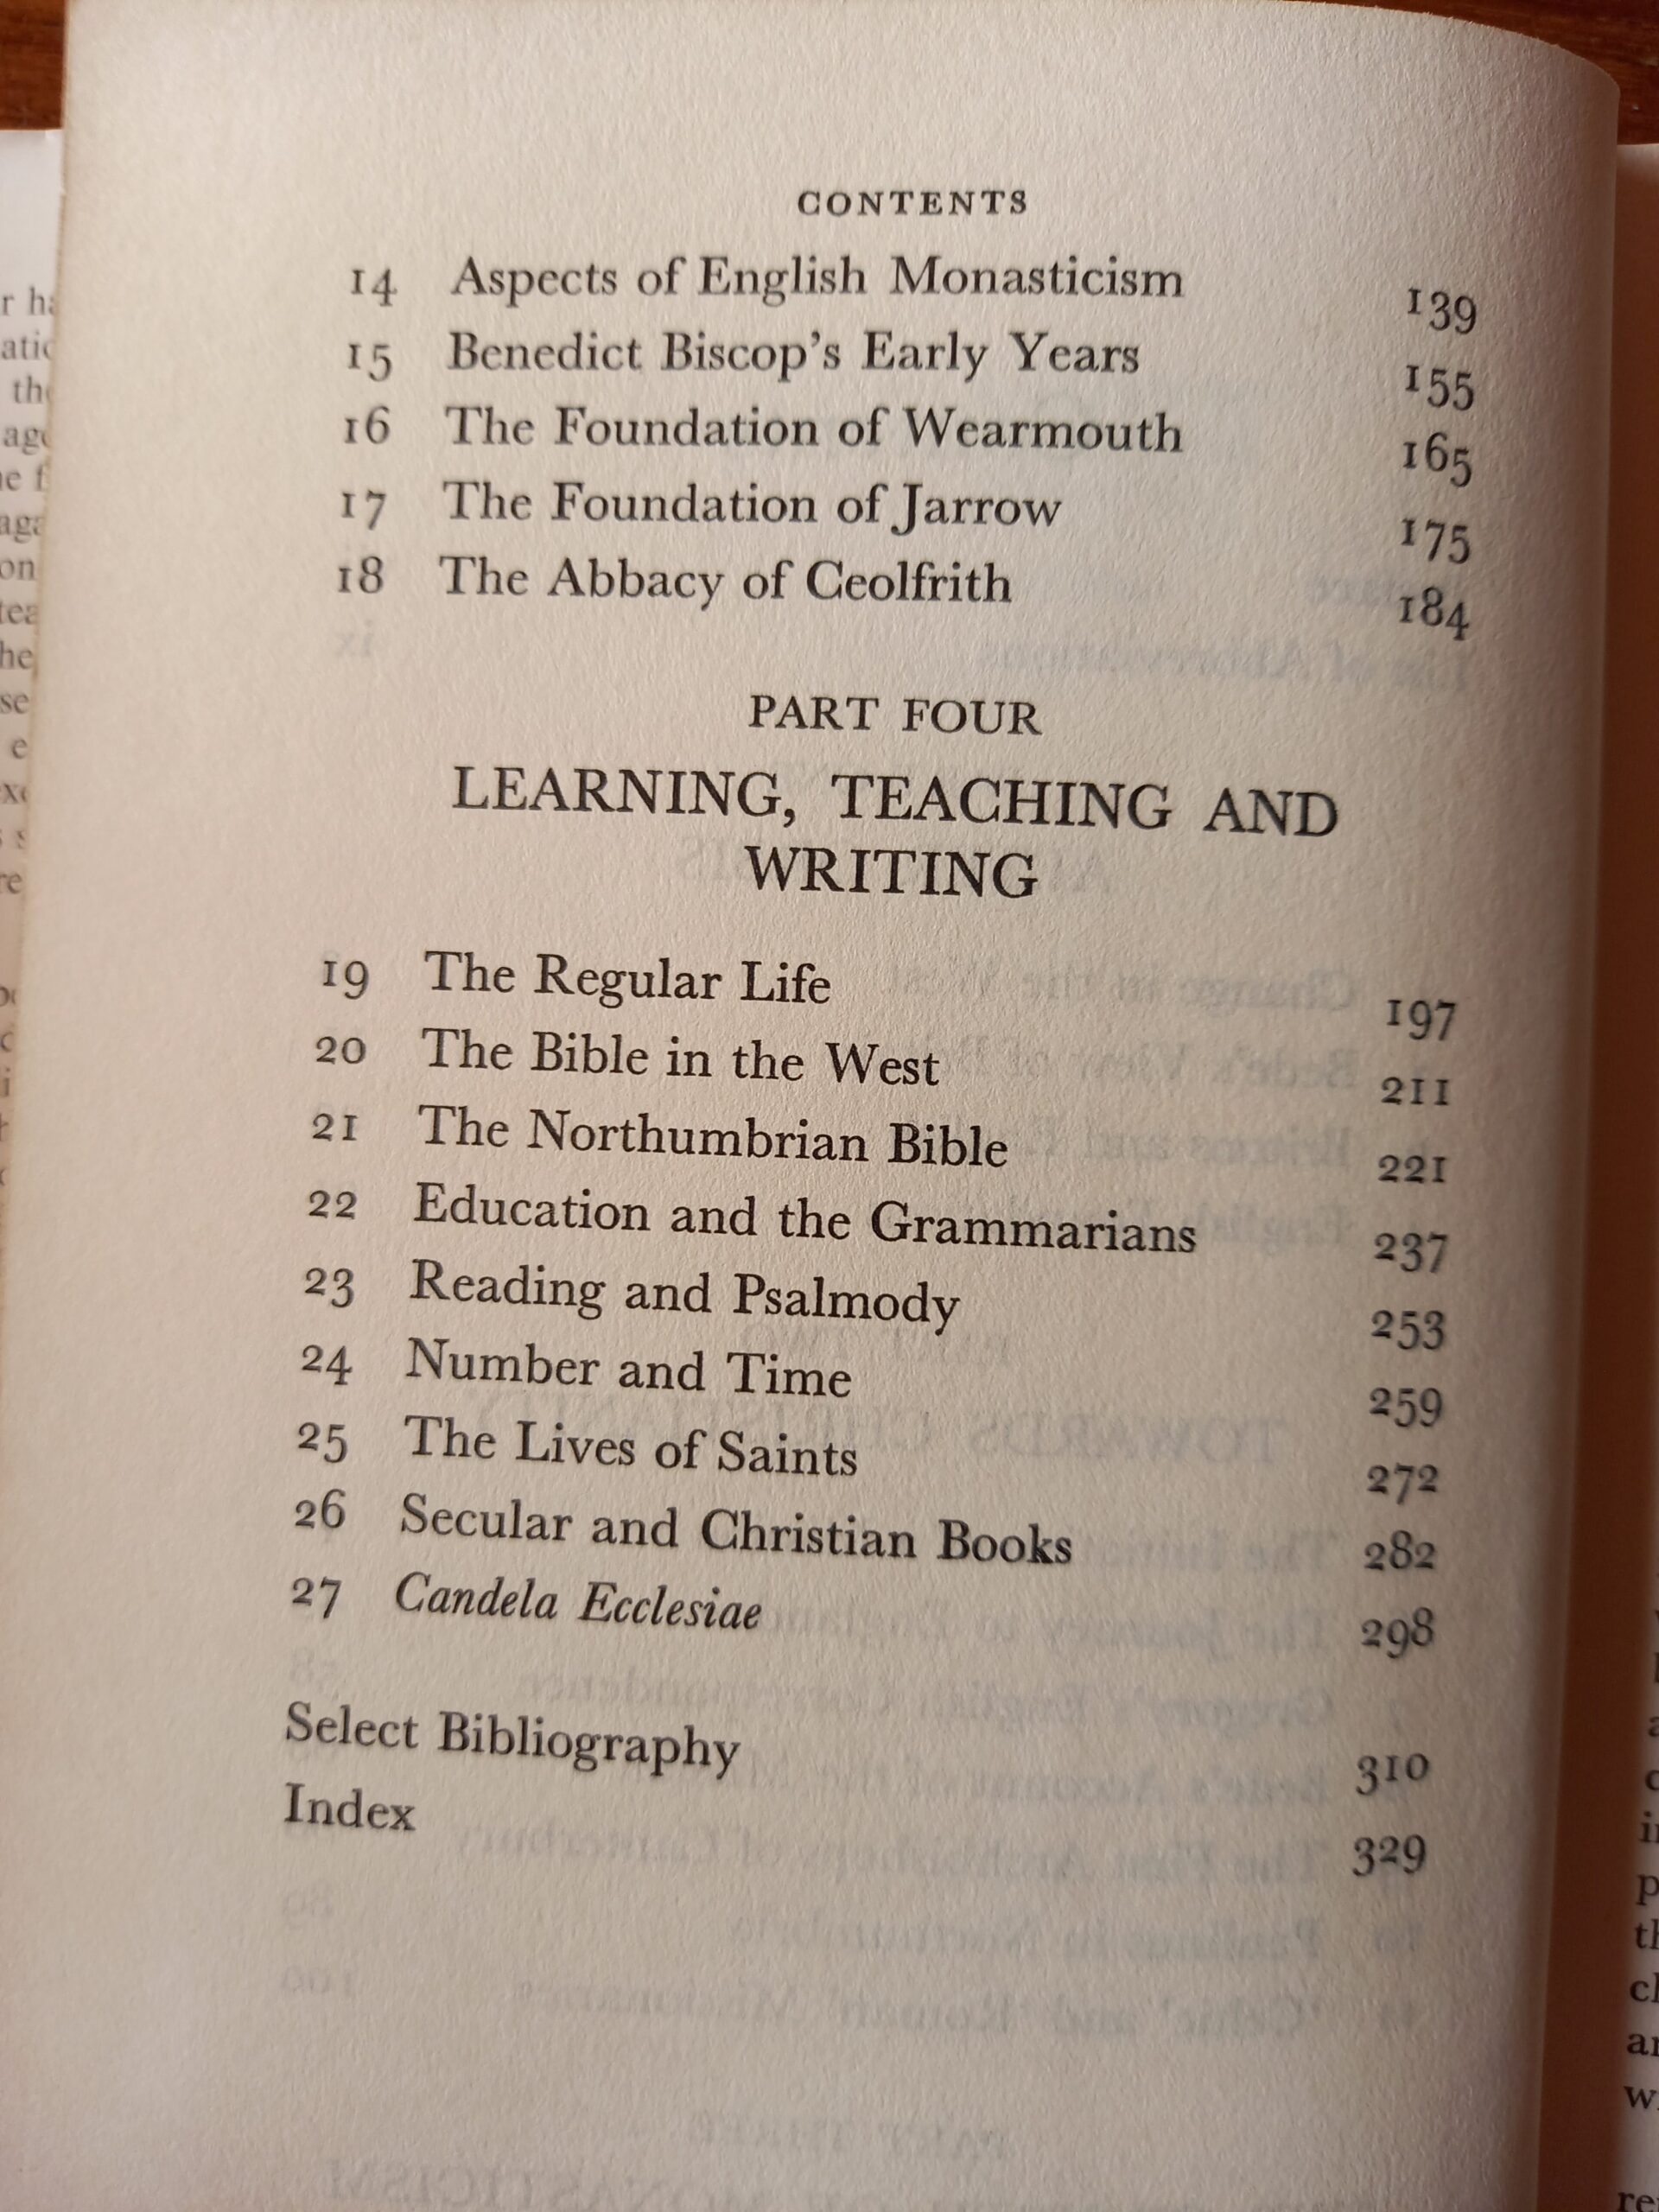 CONTENTS
14 Aspects of English Monasticism 139
15 Benedict Biscop's Early Years 155
16 The Foundation of Wearmouth 165
17 The Foundation of Jarrow 175
18 The Abbacy of Ceolfrith 184
PART FOUR
LEARNING, TEACHING AND
WRITING
19 The Regular Life 197
20 The Bible in the West 211
21 The Northumbrian Bible 221
22 Education and the Grammarians 237
23 Reading and Psalmody 253
24 Number and Time 259
25 The Lives of Saints 272
26 Secular and Christian Books 282
27 Candela Ecclesiae 298
Select Bibliography 310
Index 329